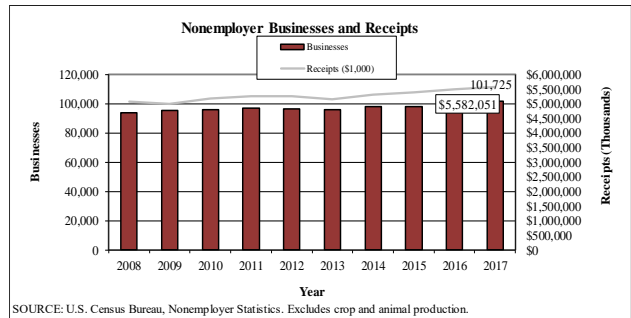 Nonemployer Businesses and Receipts
Businesses
Receipts ($1,000)
120,000
100,000
80,000
60,000
40,000
20,000
0
Businesses
$6,000,000
$5,500,000
$5,000,000
$4,500,000
$4,000,000
$3,500,000
$3,000,000
$2,500,000
$2,000,000
$1,500,000
$1,000,000
$500,000
$0
Receipts (Thousands)
101,725
$5,582,051
2008 2009 2010 2011 2012 2013 2014 2015 2016 2017
Year
SOURCE: U.S. Census Bureau, Nonemployer Statistics. Excludes crop and animal production.